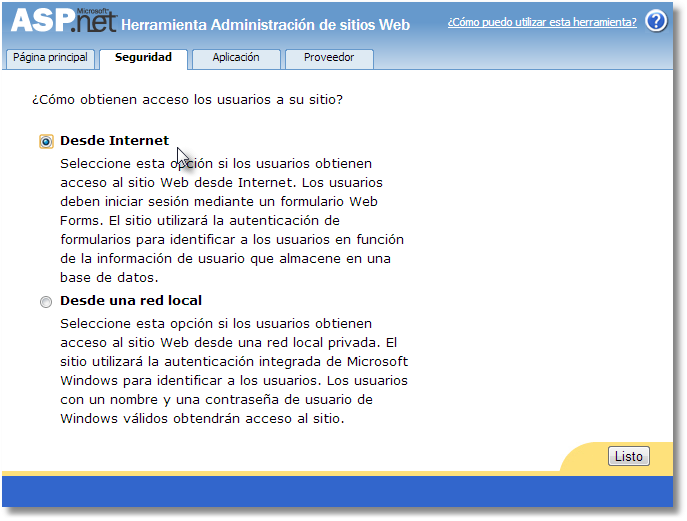 Microsoft
ASP.net Herramienta Administración de sitios Web
¿Cómo puedo utilizar esta herramienta? ?
Página principal Seguridad Aplicación Proveedor
¿Cómo obtienen acceso los usuarios a su sitio?
Desde Internet
Seleccione esta opción si los usuarios obtienen
acceso al sitio Web desde Internet. Los usuarios
deben iniciar sesión mediante un formulario Web
Forms. El sitio utilizará la autenticación de
formularios para identificar a los usuarios en función
de la información de usuario que almacene en una
base de datos.
Desde una red local
Seleccione esta opción si los usuarios obtienen
acceso al sitio Web desde una red local privada. El
sitio utilizará la autenticación integrada de Microsoft
Windows para identificar a los usuarios. Los usuarios
con un nombre y una contraseña de usuario de
Windows válidos obtendrán acceso al sitio.
Listo